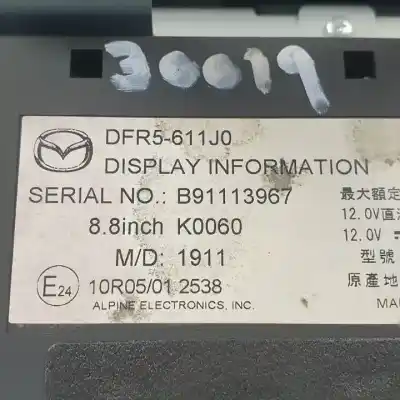 30019
DFR5-611J0
DISPLAY INFORMATION
SERIAL NO.: B91113967
8.8inch K0060
M/D: 1911
E24 10R05/01 2538
ALPINE ELECTRONICS, INC.
最大額定
12.0V直流
12.0V
型號
原產地
MA